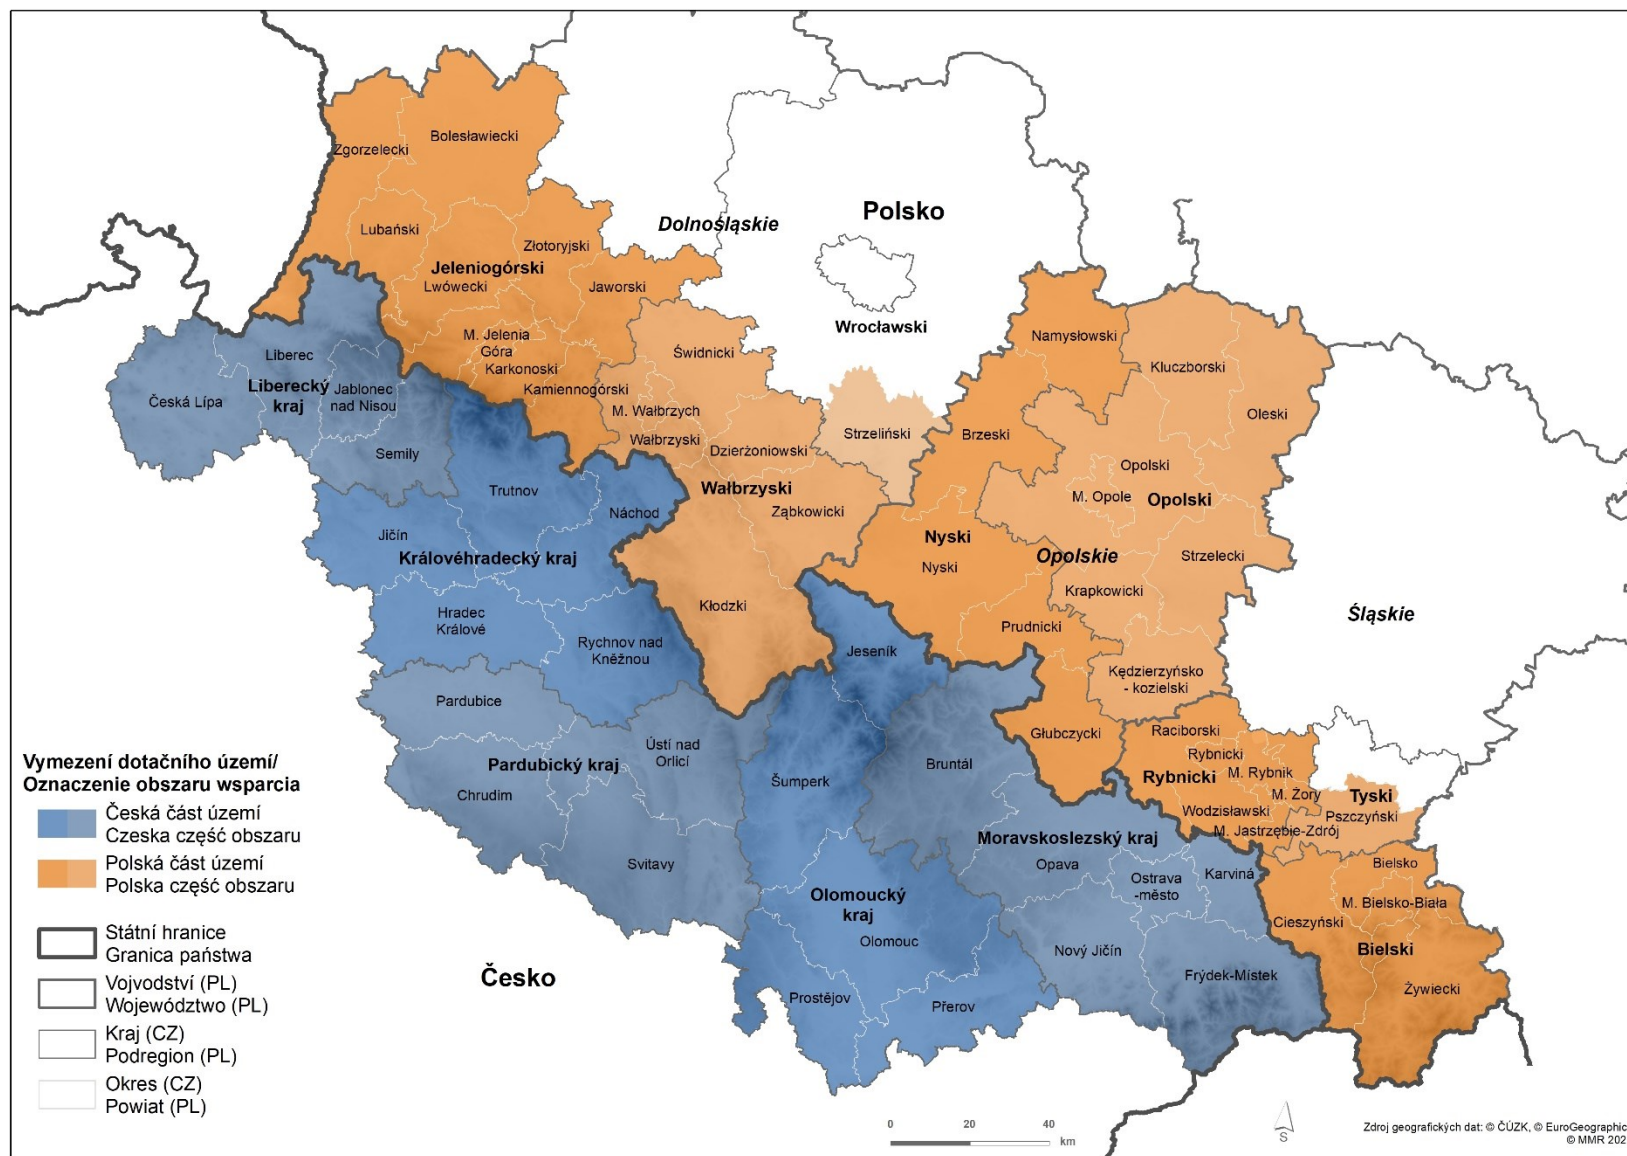 Bolesławiecki
Zgorzelecki
Polsko
Dolnośląskie
Lubański
Złotoryjski
Jeleniogórski
Lwówecki
Jaworski
Wrocławski
M. Jelenia
Góra
Karkonoski
Kamiennogórski
Świdnicki
Namysłowski
Kluczborski
Oleski
Liberec
Liberecký
kraj
Jablonec
nad Nisou
Česká Lípa
Semily
M. Wałbrzych
Wałbrzyski
Dzierżoniowski
Strzeliński
Brzeski
Opolski
M. Opole
Opolski
Wałbrzyski
Ząbkowicki
Trutnov
Náchod
Jičín
Královéhradecký kraj
Nyski
Nyski
Opolskie
Strzelecki
Krapkowicki
Kłodzki
Hradec
Králové
Rychnov nad
Kněžnou
Jeseník
Prudnicki
Śląskie
Kędzierzyńsko
- kozielski
Pardubice
Ústí nad
Orlicí
Pardubický kraj
Chrudim
Svitavy
Šumperk
Bruntál
Głubczycki
Raciborski
Rybnicki
Rybnicki
M. Rybnik
M. Żory
Wodzisławski
M. Jastrzębie-Zdrój
Tyski
Pszczyński
Moravskoslezský kraj
Opava
Ostrava
-město
Karviná
Bielsko
M. Bielsko-Biała
Cieszyński
Bielski
Żywiecki
Olomoucký
kraj
Olomouc
Nový Jičín
Frýdek-Místek
Prostějov
Přerov
Česko
Vymezení dotačního území/
Oznaczenie obszaru wsparcia
Česká část území
Czeska część obszaru
Polská část území
Polska część obszaru
Státní hranice
Granica państwa
Vojvodství (PL)
Województwo (PL)
Kraj (CZ)
Podregion (PL)
Okres (CZ)
Powiat (PL)
0 20 40
km
S
Zdroj geografických dat: © ČÚZK, © EuroGeographic
© MMR 202